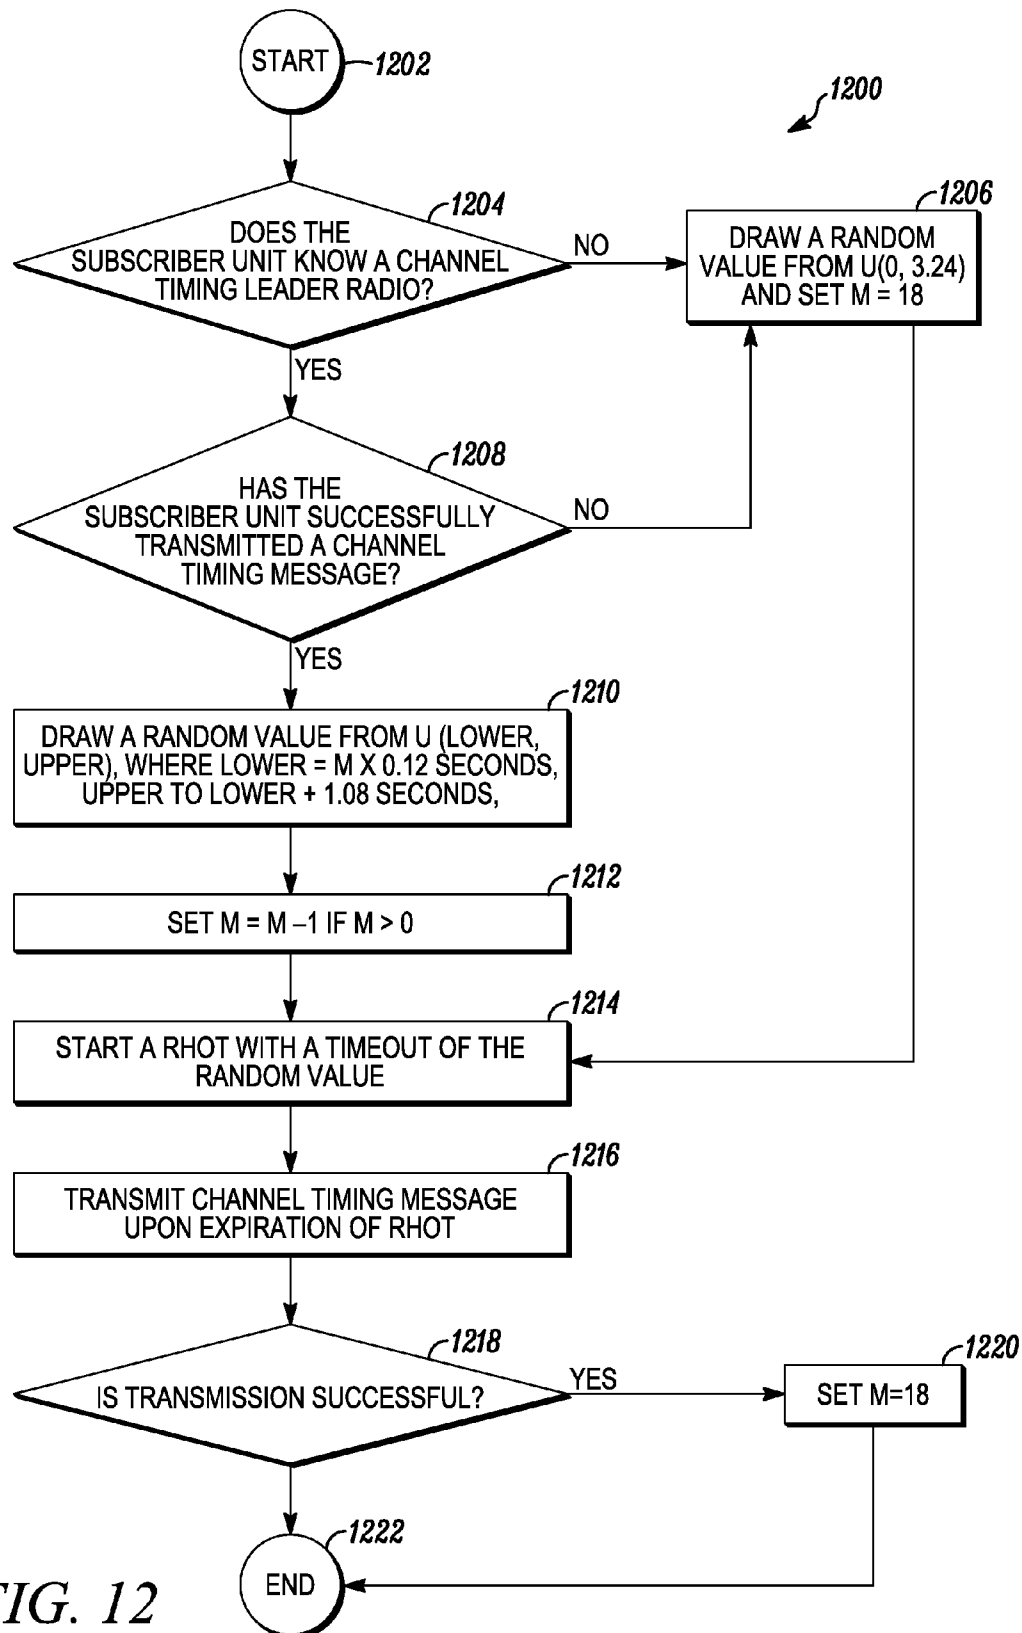 START
1202
1200
1204
DOES THE
SUBSCRIBER UNIT KNOW A CHANNEL
TIMING LEADER RADIO?
NO
1206
DRAW A RANDOM
VALUE FROM U(0, 3.24)
AND SET M = 18
YES
1208
HAS THE
SUBSCRIBER UNIT SUCCESSFULLY
TRANSMITTED A CHANNEL
TIMING MESSAGE?
NO
YES
1210
DRAW A RANDOM VALUE FROM U (LOWER,
UPPER), WHERE LOWER = M X 0.12 SECONDS,
UPPER TO LOWER + 1.08 SECONDS,
1212
SET M = M –1 IF M > 0
1214
START A RHOT WITH A TIMEOUT OF THE
RANDOM VALUE
1216
TRANSMIT CHANNEL TIMING MESSAGE
UPON EXPIRATION OF RHOT
1218
IS TRANSMISSION SUCCESSFUL?
YES
1220
SET M=18
1222
END
FIG. 12